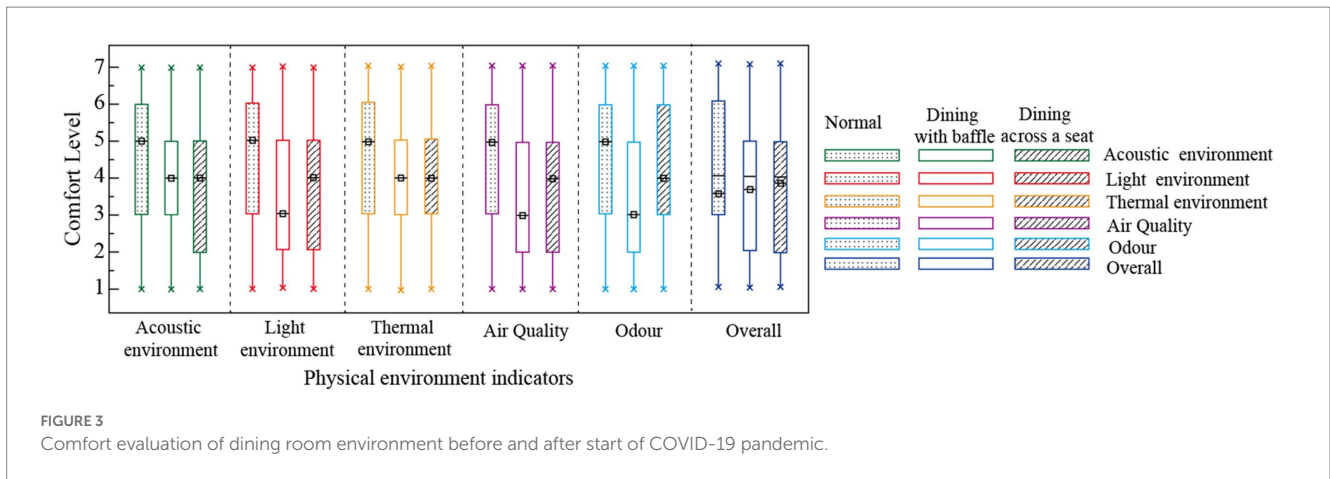 7
6
5
4
3
2
1
Comfort Level
Acoustic
environment
Light
environment
Thermal
environment
Air Quality
Odour
Overall
Physical environment indicators
Normal
Dining
with baffle
Dining
across a seat
Acoustic environment
Light environment
Thermal environment
Air Quality
Odour
Overall
FIGURE 3
Comfort evaluation of dining room environment before and after start of COVID-19 pandemic.